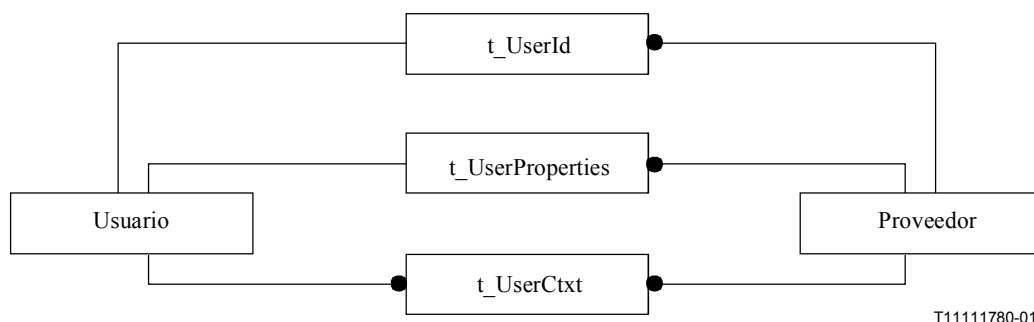 t_UserId
t_UserProperties
Usuario
Proveedor
t_UserCtxt
T11111780-01